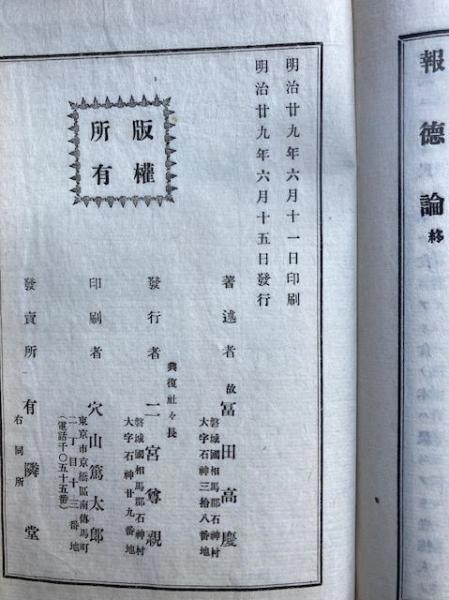 報德論終
明治廿九年六月十一日印刷
明治廿九年六月十五日發行
版權
所有
著述者 故 冨田高慶
磐城國相馬郡石神村
大字石神三拾八番地
興復社々長
發行者 二宮尊親
磐城國相馬郡石神村
大字石神廿九番地
印刷者 穴山篤太郎
東京市京橋區南傳馬町
二丁目十三番地
(電話千〇五十五番)
發賣所 有隣堂
右同所